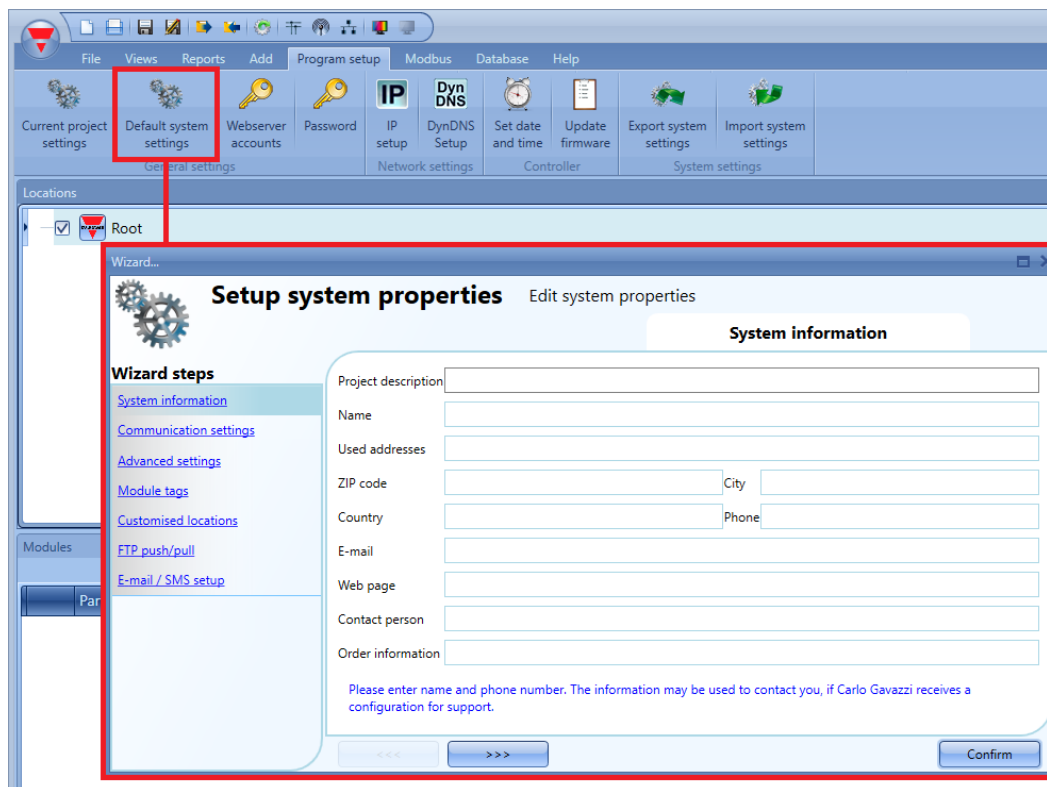 File Views Reports Add Program setup Modbus Database Help
Current project settings
Default system settings
Webserver accounts
Password
IP
IP setup
Dyn DNS
DynDNS Setup
Set date and time
Update firmware
Export system settings
Import system settings
General settings
Network settings
Controller
System settings
Locations
Root
Wizard...
Setup system properties Edit system properties
System information
Wizard steps
System information
Communication settings
Advanced settings
Module tags
Customised locations
FTP push/pull
E-mail / SMS setup
Project description
Name
Used addresses
ZIP code City
Country Phone
E-mail
Web page
Contact person
Order information
Please enter name and phone number. The information may be used to contact you, if Carlo Gavazzi receives a
configuration for support.
<<< >>> Confirm
Modules
Par